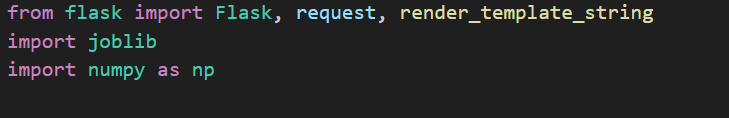 from flask import Flask, request, render_template_string
import joblib
import numpy as np